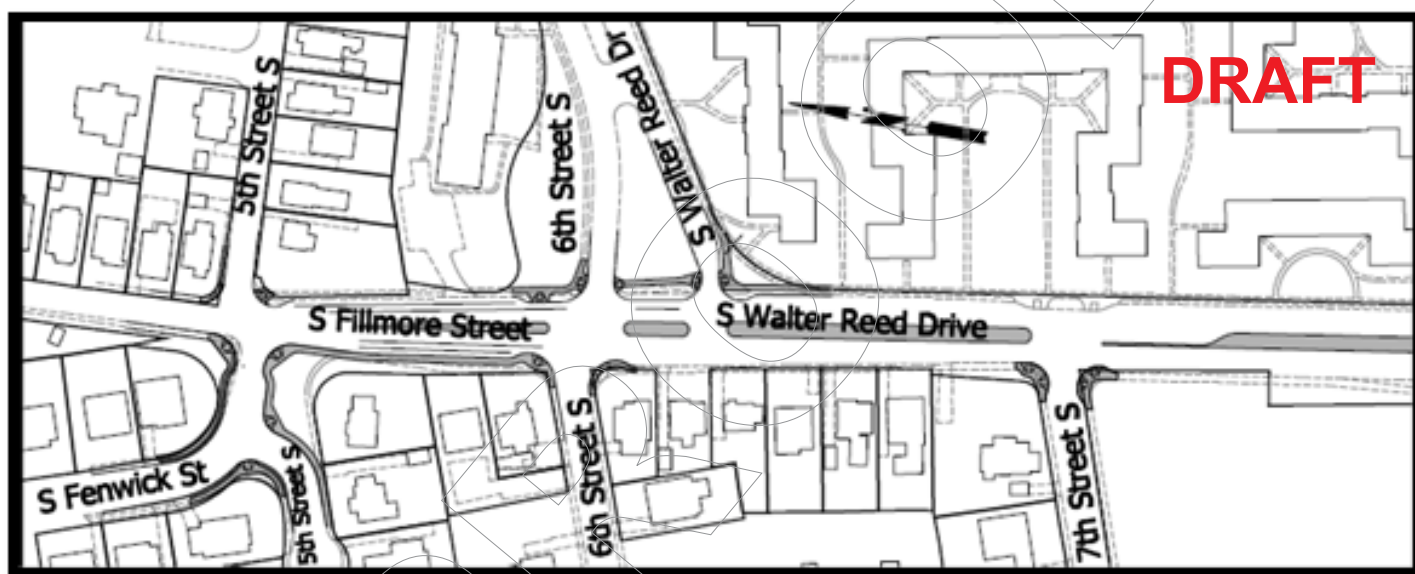 DRAFT
5th Street S
6th Street S
S Walter Reed Dr
S Fillmore Street
S Walter Reed Drive
S Fenwick St
5th Street S
6th Street S
7th Street S